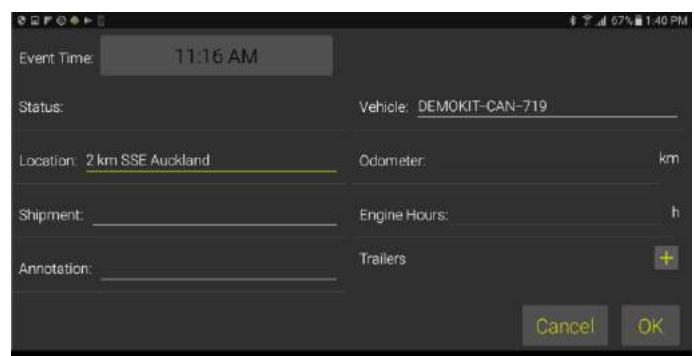 67% 1:40 PM
Event Time: 11:16 AM
Status:
Vehicle: DEMOKIT-CAN-719
Location: 2 km SSE Auckland
Odometer: km
Shipment:
Engine Hours: h
Annotation:
Trailers +
Cancel OK